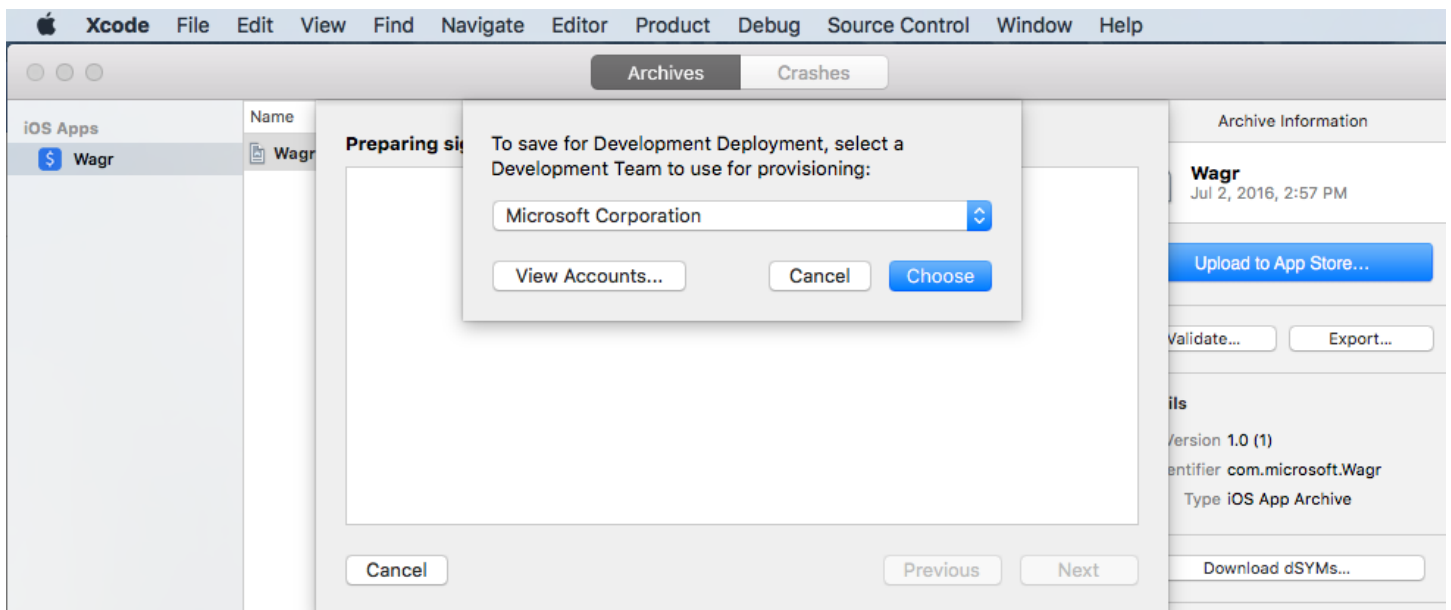 Xcode File Edit View Find Navigate Editor Product Debug Source Control Window Help
Archives Crashes
iOS Apps
Wagr
Name
Wagr
Preparing
To save for Development Deployment, select a
Development Team to use for provisioning:
Microsoft Corporation
View Accounts... Cancel Choose
Cancel Previous Next
Archive Information
Wagr
Jul 2, 2016, 2:57 PM
Upload to App Store...
Validate... Export...
Version 1.0 (1)
com.microsoft.Wagr
Type iOS App Archive
Download dSYMs...